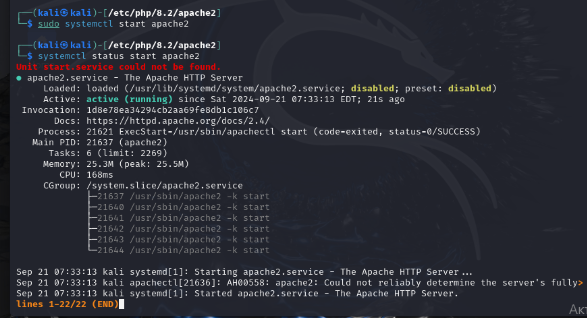 ┌──(kali㉿kali)-[/etc/php/8.2/apache2]
└─$ sudo systemctl start apache2
┌──(kali㉿kali)-[/etc/php/8.2/apache2]
└─$ systemctl status start apache2
Unit start.service could not be found.
● apache2.service - The Apache HTTP Server
Loaded: loaded (/usr/lib/systemd/system/apache2.service; disabled; preset: disabled)
Active: active (running) since Sat 2024-09-21 07:33:13 EDT; 21s ago
Invocation: 1d8e78ea34294cb2aa69fe8db1c106c7
Docs: https://httpd.apache.org/docs/2.4/
Process: 21621 ExecStart=/usr/sbin/apachectl start (code=exited, status=0/SUCCESS)
Main PID: 21637 (apache2)
Tasks: 6 (limit: 2269)
Memory: 25.3M (peak: 25.5M)
CPU: 168ms
CGroup: /system.slice/apache2.service
├─21637 /usr/sbin/apache2 -k start
├─21640 /usr/sbin/apache2 -k start
├─21641 /usr/sbin/apache2 -k start
├─21642 /usr/sbin/apache2 -k start
├─21643 /usr/sbin/apache2 -k start
└─21644 /usr/sbin/apache2 -k start
Sep 21 07:33:13 kali systemd[1]: Starting apache2.service - The Apache HTTP Server...
Sep 21 07:33:13 kali apachectl[21636]: AH00558: apache2: Could not reliably determine the server's fully>
Sep 21 07:33:13 kali systemd[1]: Started apache2.service - The Apache HTTP Server.
lines 1-22/22 (END)